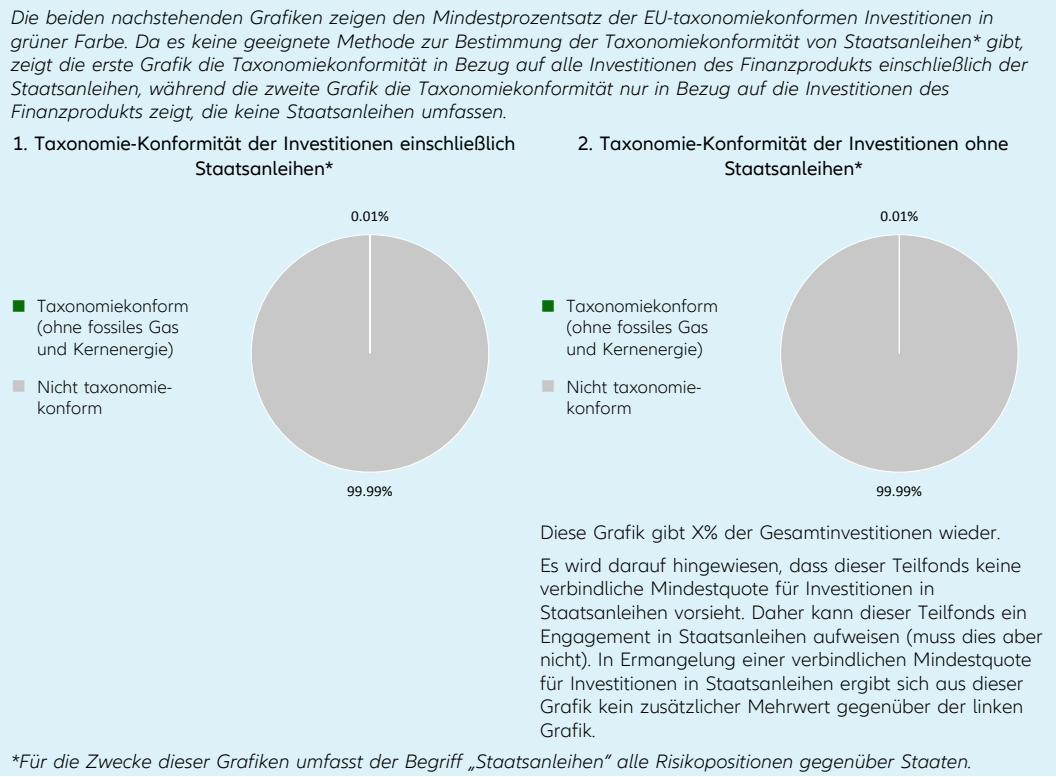 Die beiden nachstehenden Grafiken zeigen den Mindestprozentsatz der EU-taxonomiekonformen Investitionen in
grüner Farbe. Da es keine geeignete Methode zur Bestimmung der Taxonomiekonformität von Staatsanleihen* gibt,
zeigt die erste Grafik die Taxonomiekonformität in Bezug auf alle Investitionen des Finanzprodukts einschließlich der
Staatsanleihen, während die zweite Grafik die Taxonomiekonformität nur in Bezug auf die Investitionen des
Finanzprodukts zeigt, die keine Staatsanleihen umfassen.
1. Taxonomie-Konformität der Investitionen einschließlich
Staatsanleihen*
0.01%
Taxonomiekonform
(ohne fossiles Gas
und Kernenergie)
Nicht taxonomie-
konform
99.99%
2. Taxonomie-Konformität der Investitionen ohne
Staatsanleihen*
0.01%
Taxonomiekonform
(ohne fossiles Gas
und Kernenergie)
Nicht taxonomie-
konform
99.99%
Diese Grafik gibt X% der Gesamtinvestitionen wieder.
Es wird darauf hingewiesen, dass dieser Teilfonds keine
verbindliche Mindestquote für Investitionen in
Staatsanleihen vorsieht. Daher kann dieser Teilfonds ein
Engagement in Staatsanleihen aufweisen (muss dies aber
nicht). In Ermangelung einer verbindlichen Mindestquote
für Investitionen in Staatsanleihen ergibt sich aus dieser
Grafik kein zusätzlicher Mehrwert gegenüber der linken
Grafik.
*Für die Zwecke dieser Grafiken umfasst der Begriff „Staatsanleihen“ alle Risikopositionen gegenüber Staaten.